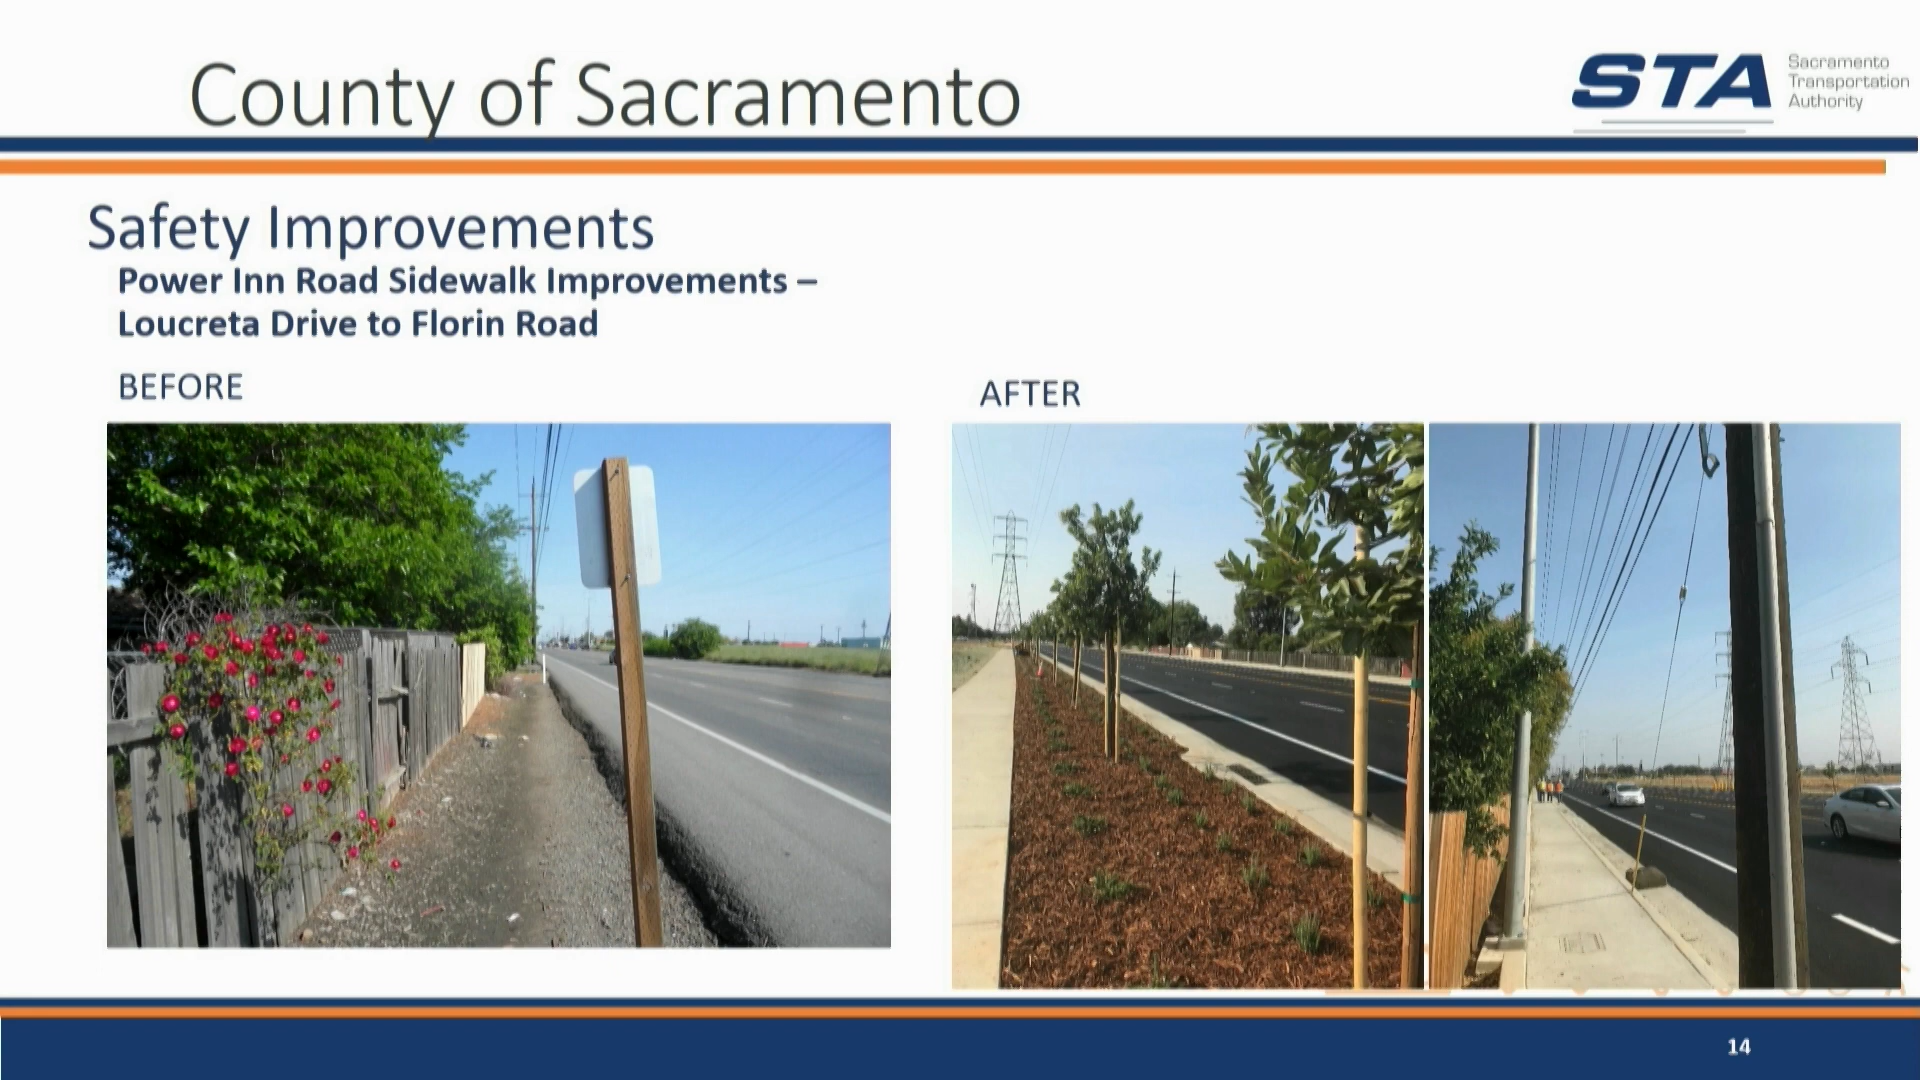 County of Sacramento
STA
Sacramento
Transportation
Authority
Safety Improvements
Power Inn Road Sidewalk Improvements –
Loucreta Drive to Florin Road
BEFORE
AFTER
14